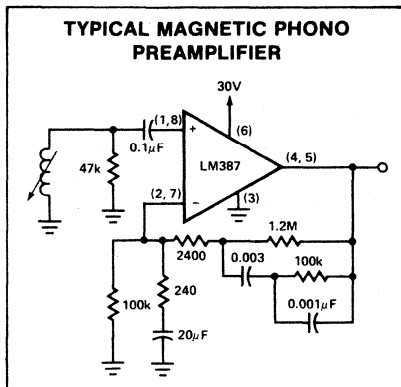 TYPICAL MAGNETIC PHONO
PREAMPLIFIER
30V
(1,8)
+
(6)
0.1μF
LM387
(4, 5)
47k
(2, 7)
−
(3)
1.2M
2400
0.003
100k
100k
240
0.001μF
20μF